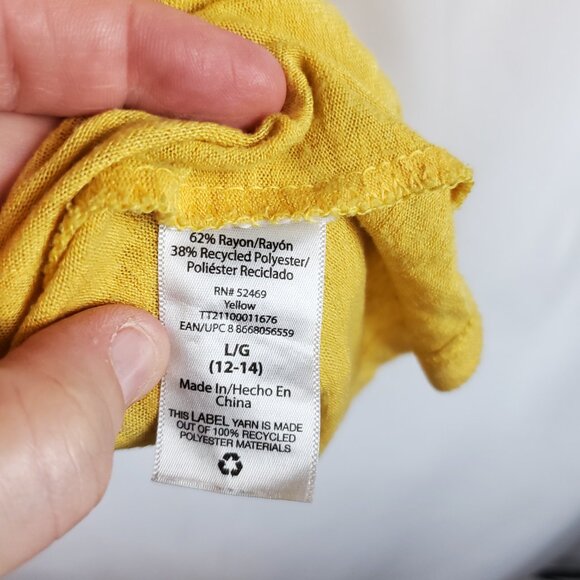 62% Rayon/Rayón
38% Recycled Polyester/
Poliéster Reciclado
RN# 52469
Yellow
TT21100011676
EAN/UPC 8 8668056559
L/G
(12-14)
Made In/Hecho En
China
THIS LABEL YARN IS MADE
OUT OF 100% RECYCLED
POLYESTER MATERIALS